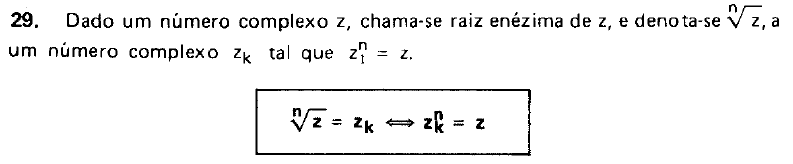 29. Dado um número complexo z, chama-se raiz enézima de z, e denota-se ⁿ√z, a
um número complexo zₖ tal que z₁ⁿ = z.
ⁿ√z = zₖ ⟺ zₖⁿ = z